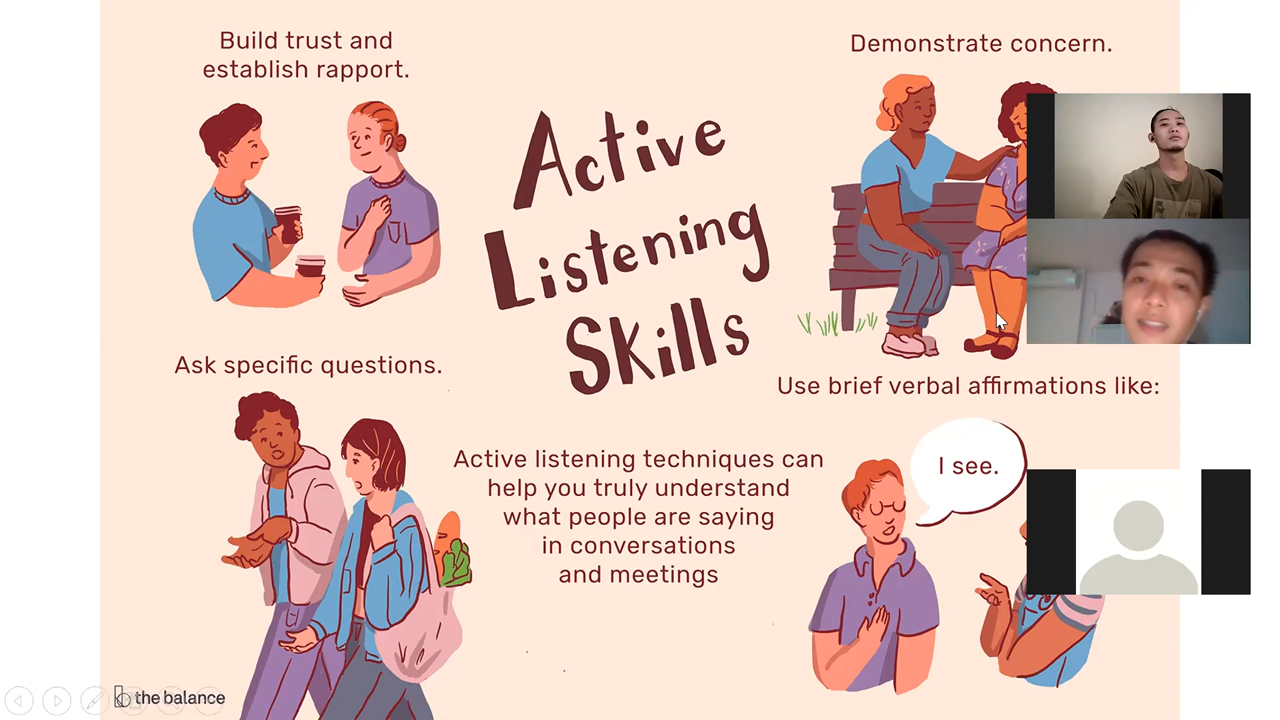 Build trust and
establish rapport.
Demonstrate concern.
Active
Listening
Skills
Ask specific questions.
Use brief verbal affirmations like:
I see.
Active listening techniques can
help you truly understand
what people are saying
in conversations
and meetings
the balance